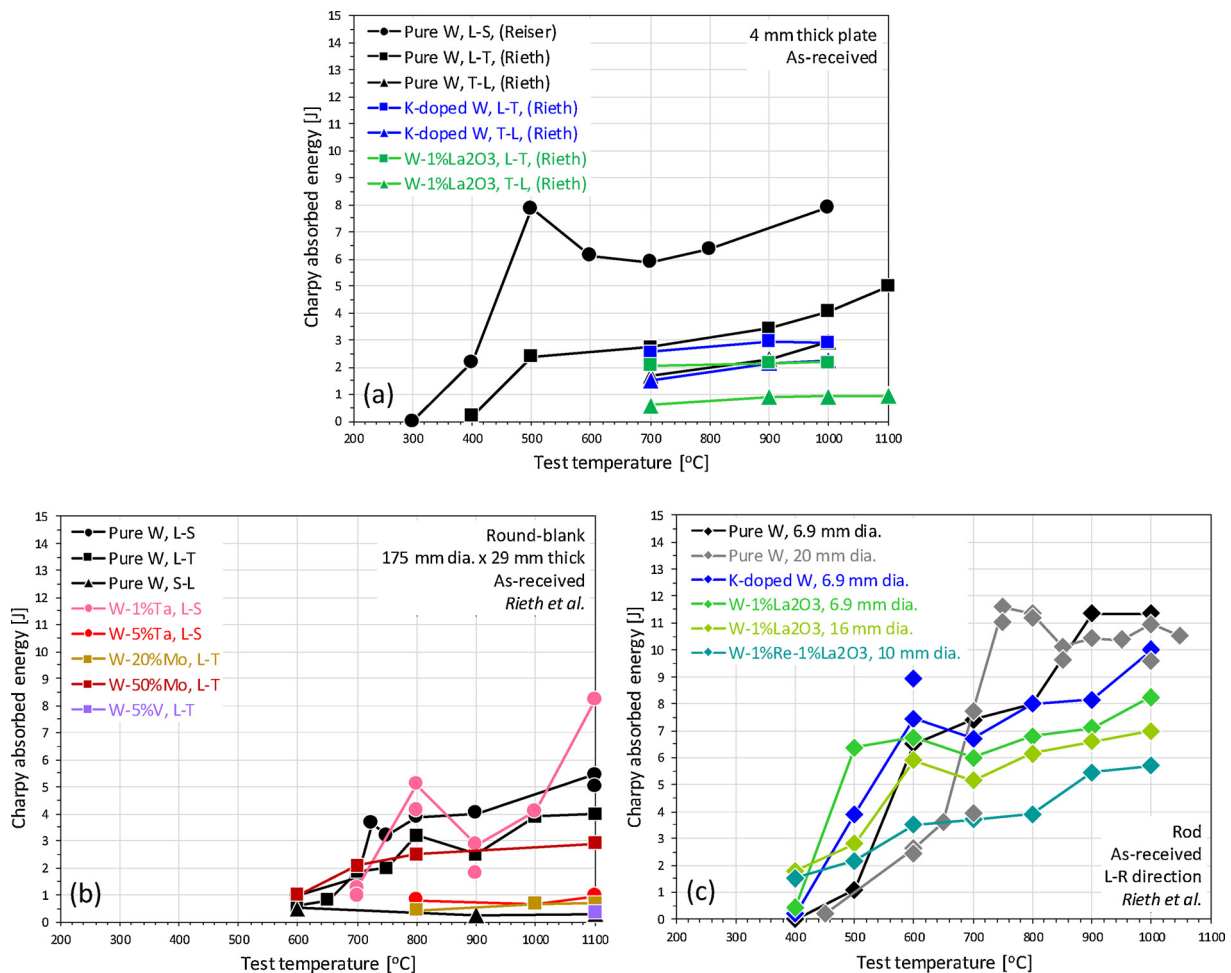 15
14
13
12
11
10
9
8
7
6
5
4
3
2
1
0
Charpy absorbed energy [J]
Pure W, L-S, (Reiser)
Pure W, L-T, (Rieth)
Pure W, T-L, (Rieth)
K-doped W, L-T, (Rieth)
K-doped W, T-L, (Rieth)
W-1%La2O3, L-T, (Rieth)
W-1%La2O3, T-L, (Rieth)
4 mm thick plate
As-received
(a)
200 300 400 500 600 700 800 900 1000 1100
Test temperature [oC]
15
14
13
12
11
10
9
8
7
6
5
4
3
2
1
0
Charpy absorbed energy [J]
Pure W, L-S
Pure W, L-T
Pure W, S-L
W-1%Ta, L-S
W-5%Ta, L-S
W-20%Mo, L-T
W-50%Mo, L-T
W-5%V, L-T
Round-blank
175 mm dia. x 29 mm thick
As-received
Rieth et al.
(b)
200 300 400 500 600 700 800 900 1000 1100
Test temperature [oC]
15
14
13
12
11
10
9
8
7
6
5
4
3
2
1
0
Charpy absorbed energy [J]
Pure W, 6.9 mm dia.
Pure W, 20 mm dia.
K-doped W, 6.9 mm dia.
W-1%La2O3, 6.9 mm dia.
W-1%La2O3, 16 mm dia.
W-1%Re-1%La2O3, 10 mm dia.
Rod
As-received
L-R direction
Rieth et al.
(c)
200 300 400 500 600 700 800 900 1000 1100
Test temperature [oC]